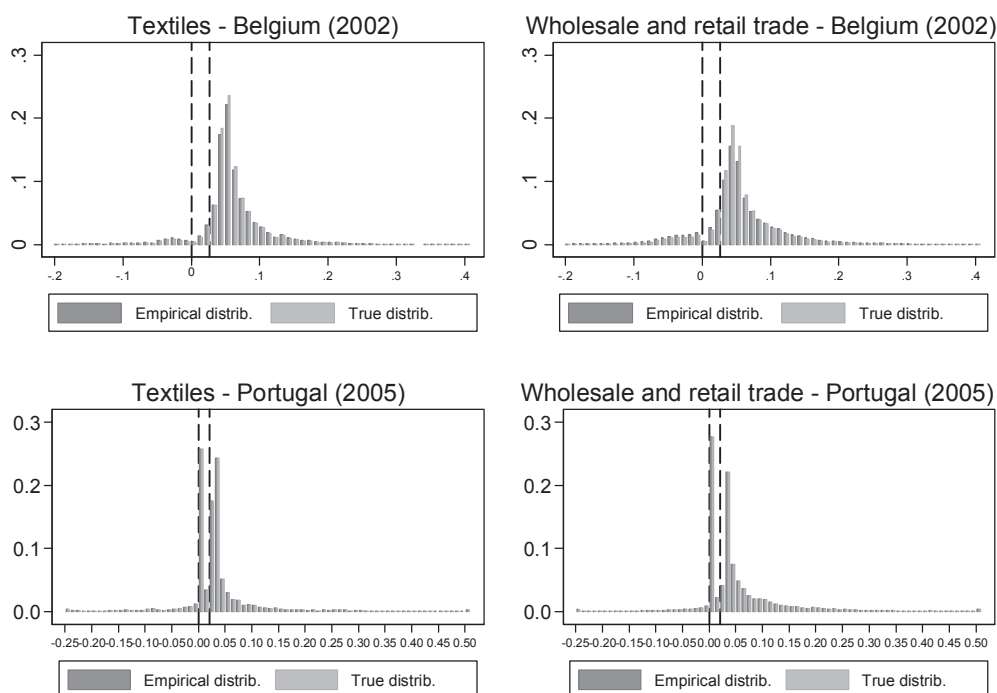 Textiles - Belgium (2002)
.3
.2
.1
0
-.2 -.1 0 .1 .2 .3 .4
Empirical distrib. True distrib.
Wholesale and retail trade - Belgium (2002)
.3
.2
.1
0
-.2 -.1 0 .1 .2 .3 .4
Empirical distrib. True distrib.
Textiles - Portugal (2005)
0.3
0.2
0.1
0.0
-0.25-0.20-0.15-0.10-0.050.00 0.05 0.10 0.15 0.20 0.25 0.30 0.35 0.40 0.45 0.50
Empirical distrib. True distrib.
Wholesale and retail trade - Portugal (2005)
0.3
0.2
0.1
0.0
-0.25-0.20-0.15-0.10-0.050.00 0.05 0.10 0.15 0.20 0.25 0.30 0.35 0.40 0.45 0.50
Empirical distrib. True distrib.